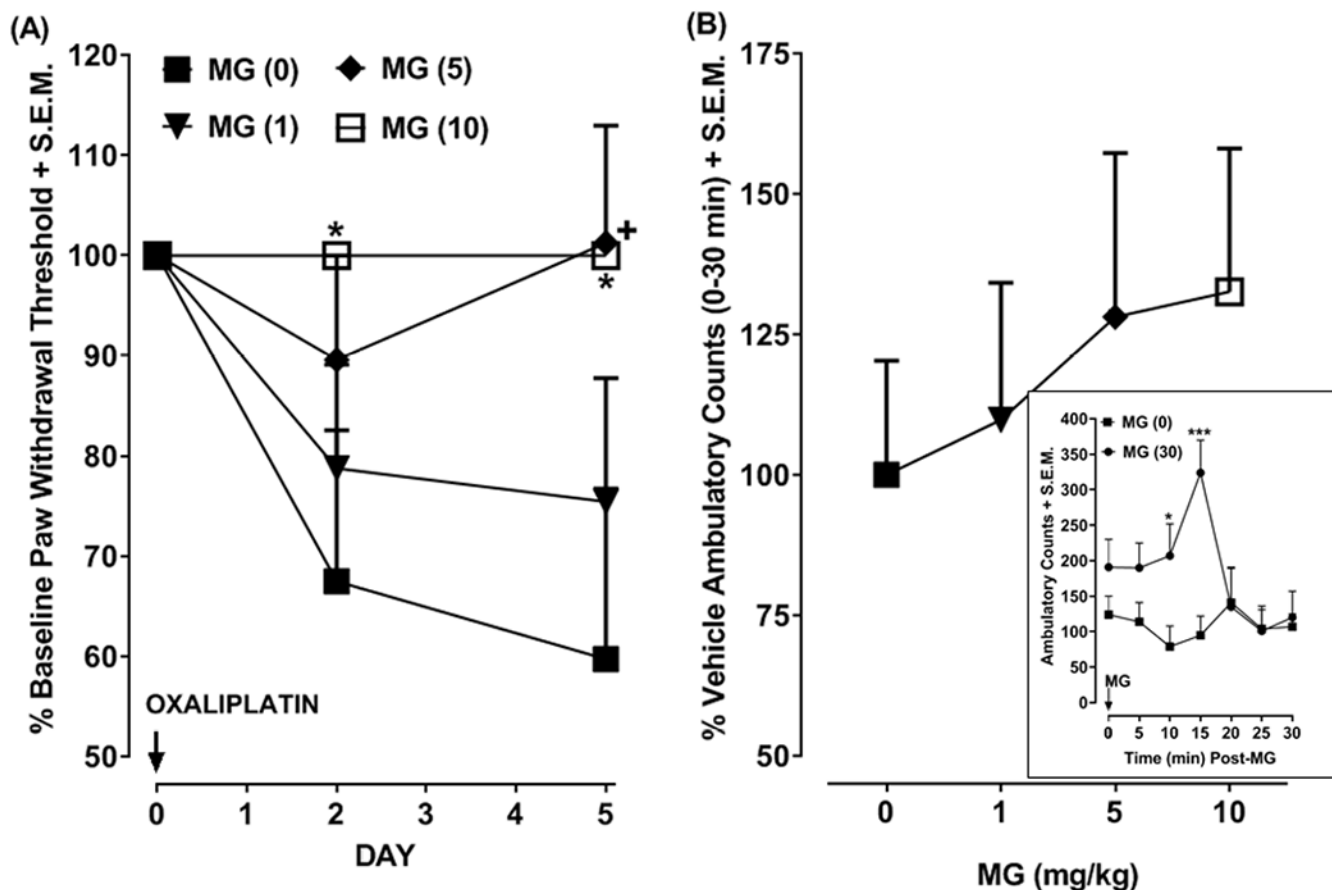 (A)
% Baseline Paw Withdrawal Threshold + S.E.M.
120
110
100
90
80
70
60
50
MG (0)
MG (5)
MG (1)
MG (10)
*
+
*
OXALIPLATIN
0 1 2 3 4 5
DAY
(B)
% Vehicle Ambulatory Counts (0-30 min) + S.E.M.
175
150
125
100
75
50
0 1 5 10
MG (mg/kg)
Ambulatory Counts + S.E.M.
400
350
300
250
200
150
100
50
0
MG (0)
MG (30)
***
*
MG
0 5 10 15 20 25 30
Time (min) Post-MG